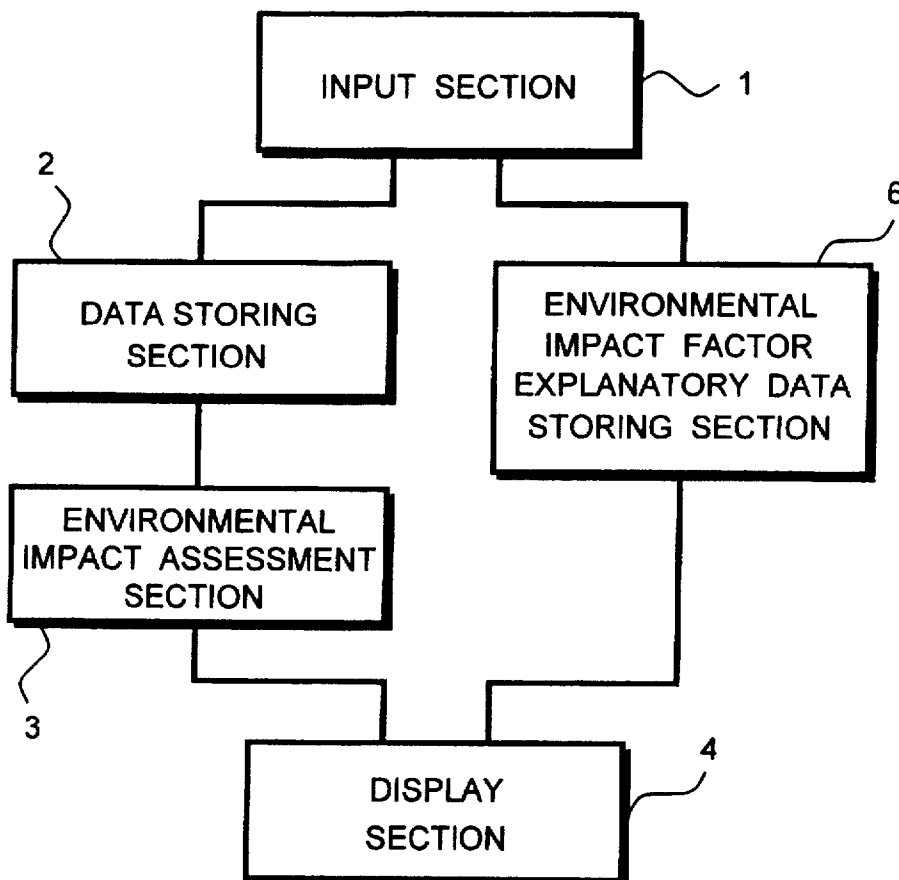 INPUT SECTION
1
2
DATA STORING
SECTION
6
ENVIRONMENTAL
IMPACT FACTOR
EXPLANATORY DATA
STORING SECTION
ENVIRONMENTAL
IMPACT ASSESSMENT
SECTION
3
DISPLAY
SECTION
4